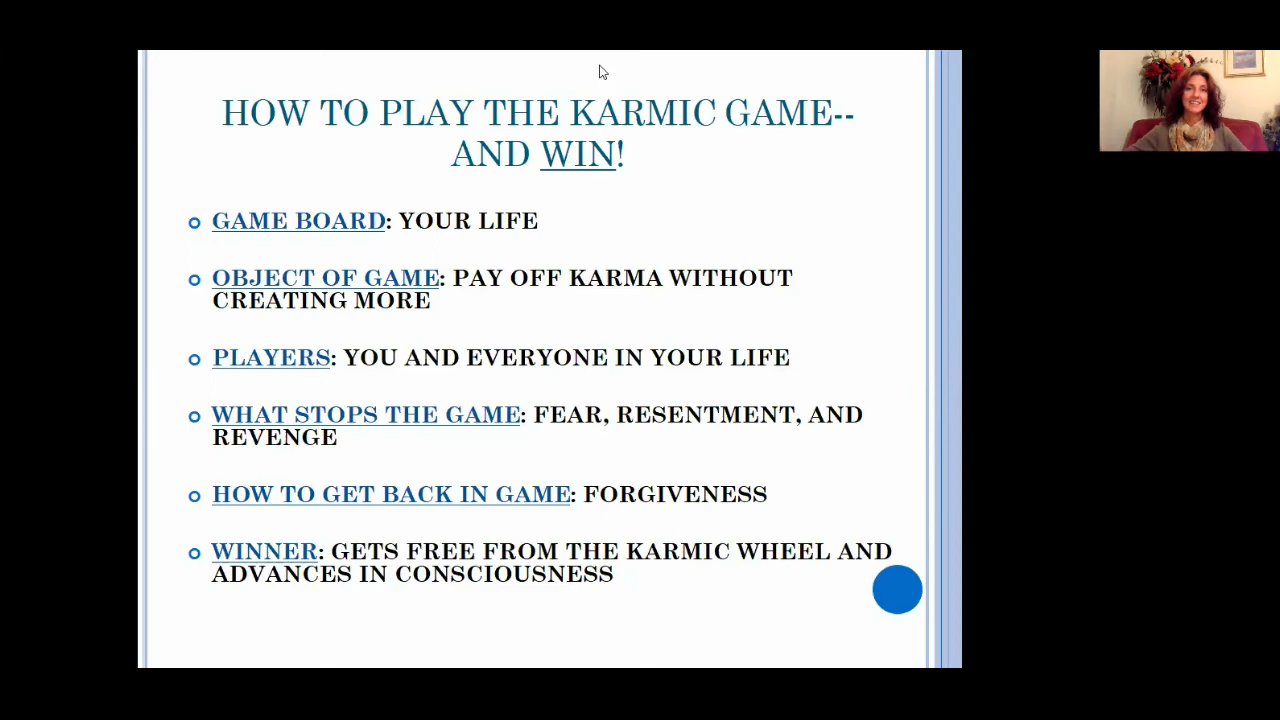 HOW TO PLAY THE KARMIC GAME--
AND WIN!
GAME BOARD: YOUR LIFE
OBJECT OF GAME: PAY OFF KARMA WITHOUT
CREATING MORE
PLAYERS: YOU AND EVERYONE IN YOUR LIFE
WHAT STOPS THE GAME: FEAR, RESENTMENT, AND
REVENGE
HOW TO GET BACK IN GAME: FORGIVENESS
WINNER: GETS FREE FROM THE KARMIC WHEEL AND
ADVANCES IN CONSCIOUSNESS